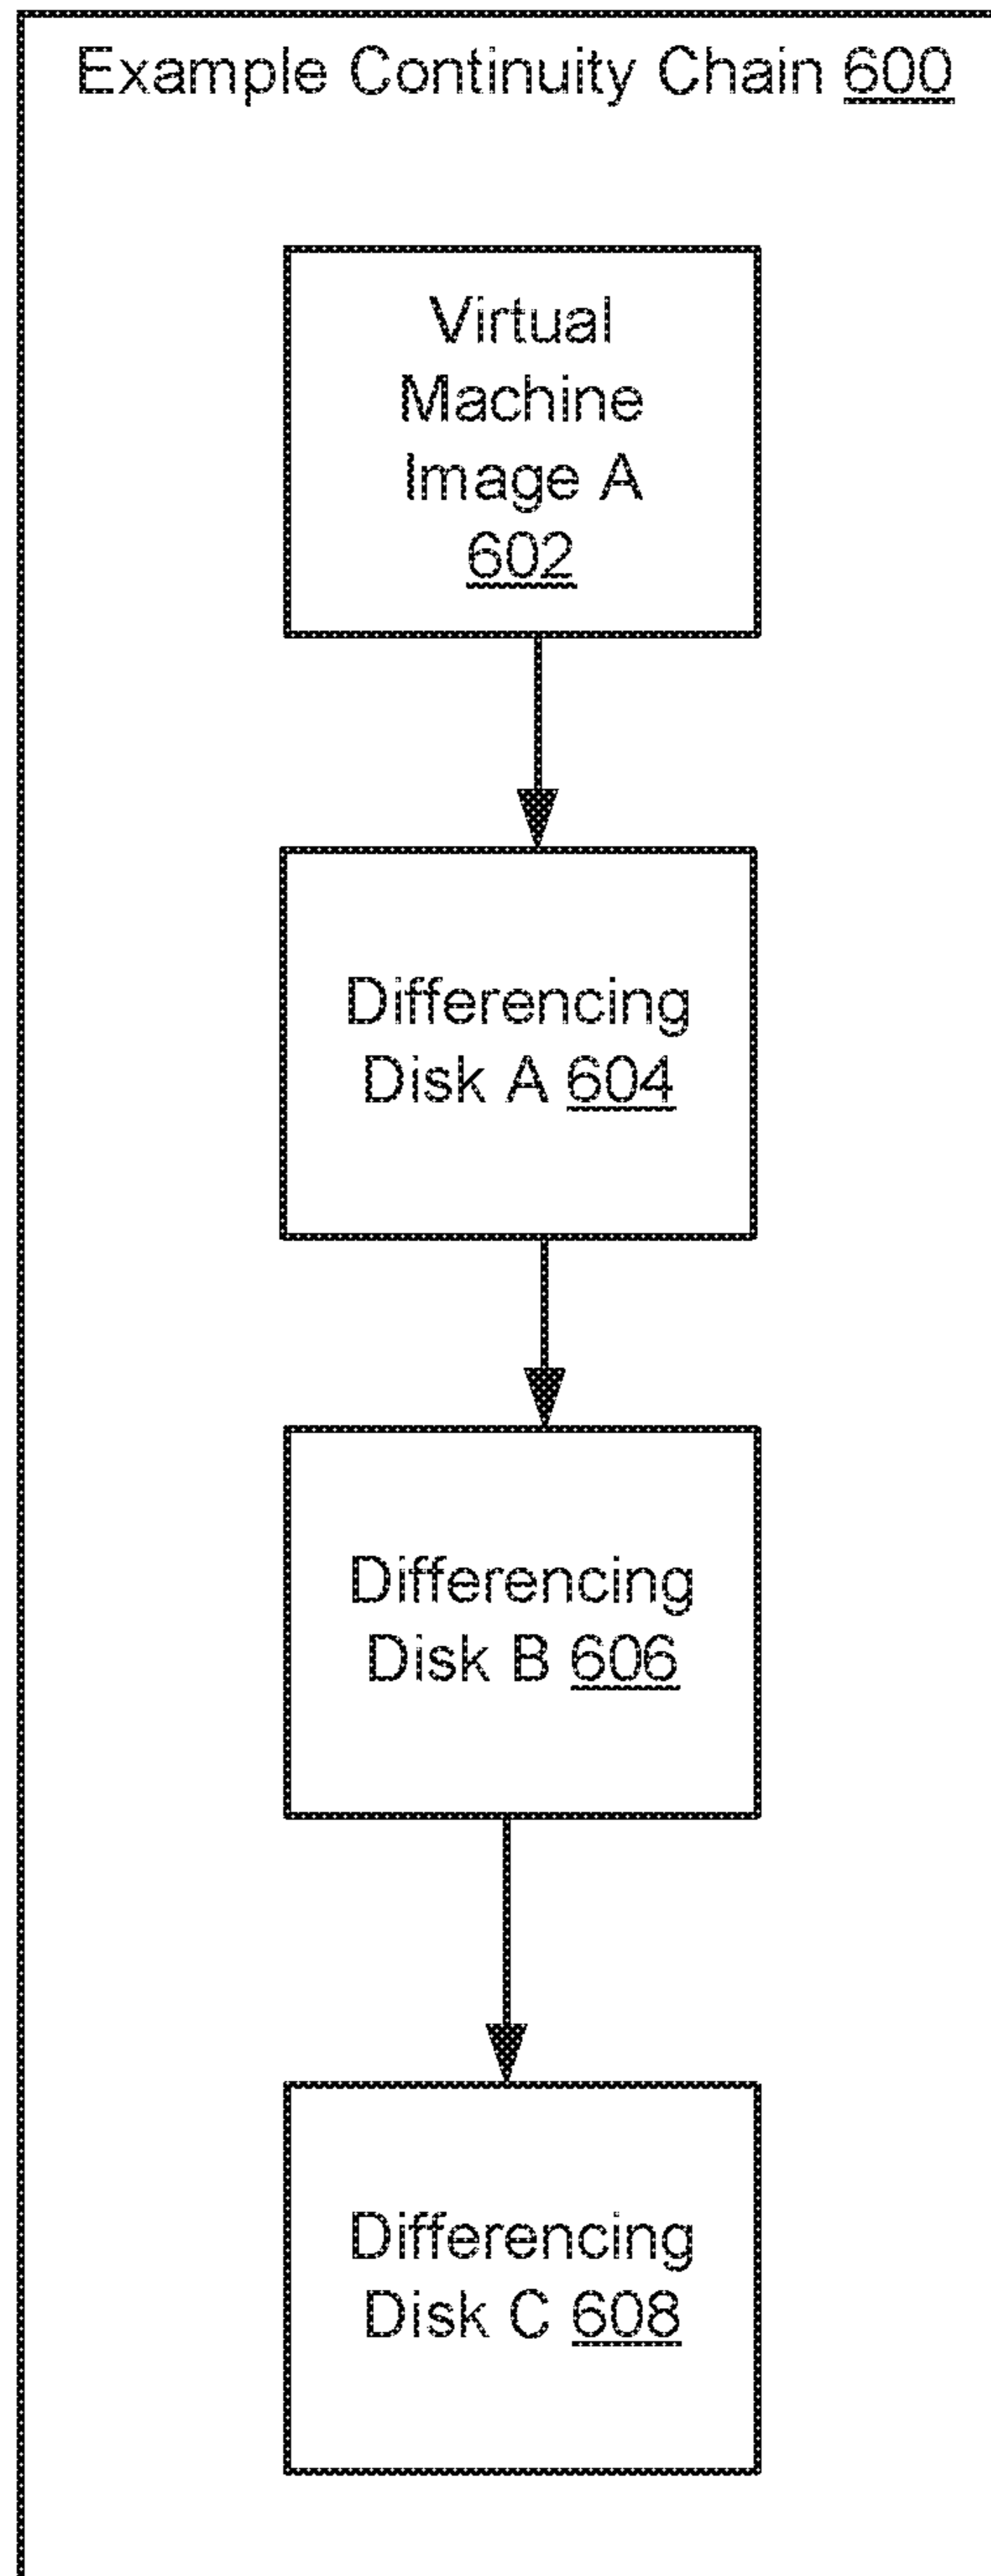 Example Continuity Chain 600
Virtual
Machine
Image A
602
Differencing
Disk A 604
Differencing
Disk B 606
Differencing
Disk C 608